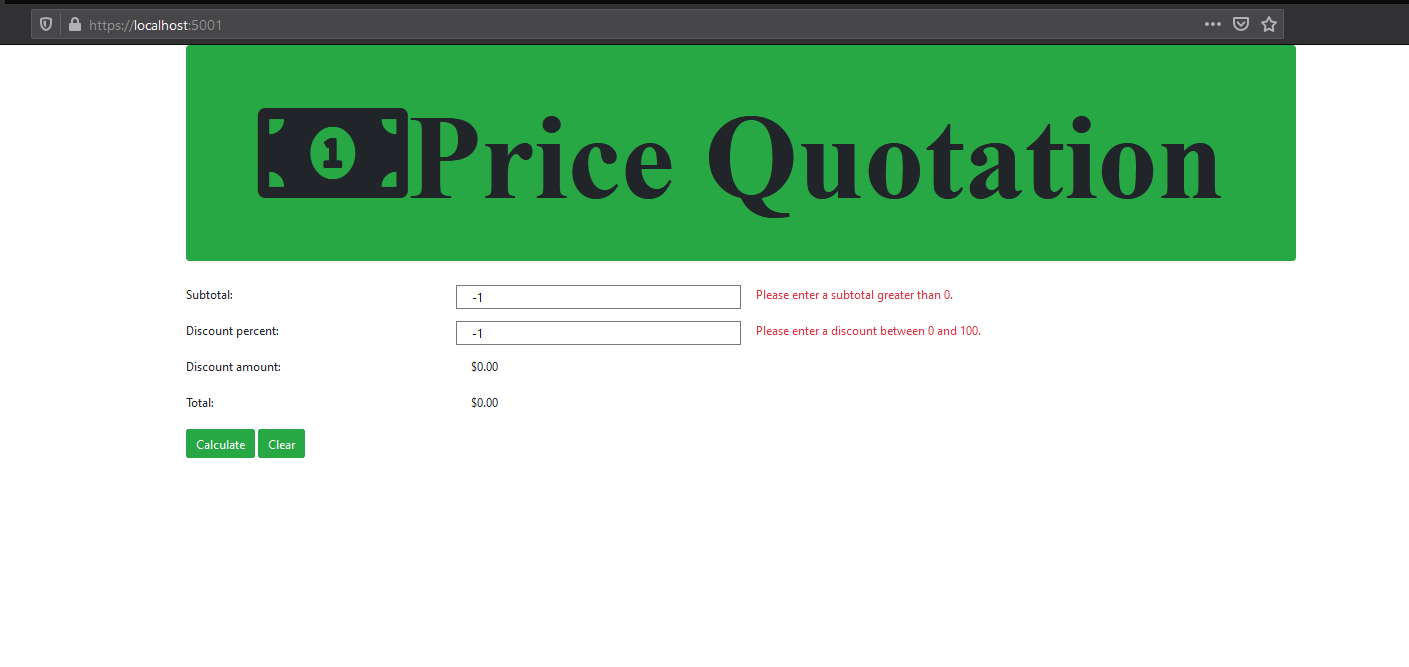 https://localhost:5001
1 Price Quotation
Subtotal: -1 Please enter a subtotal greater than 0.
Discount percent: -1 Please enter a discount between 0 and 100.
Discount amount: $0.00
Total: $0.00
Calculate Clear